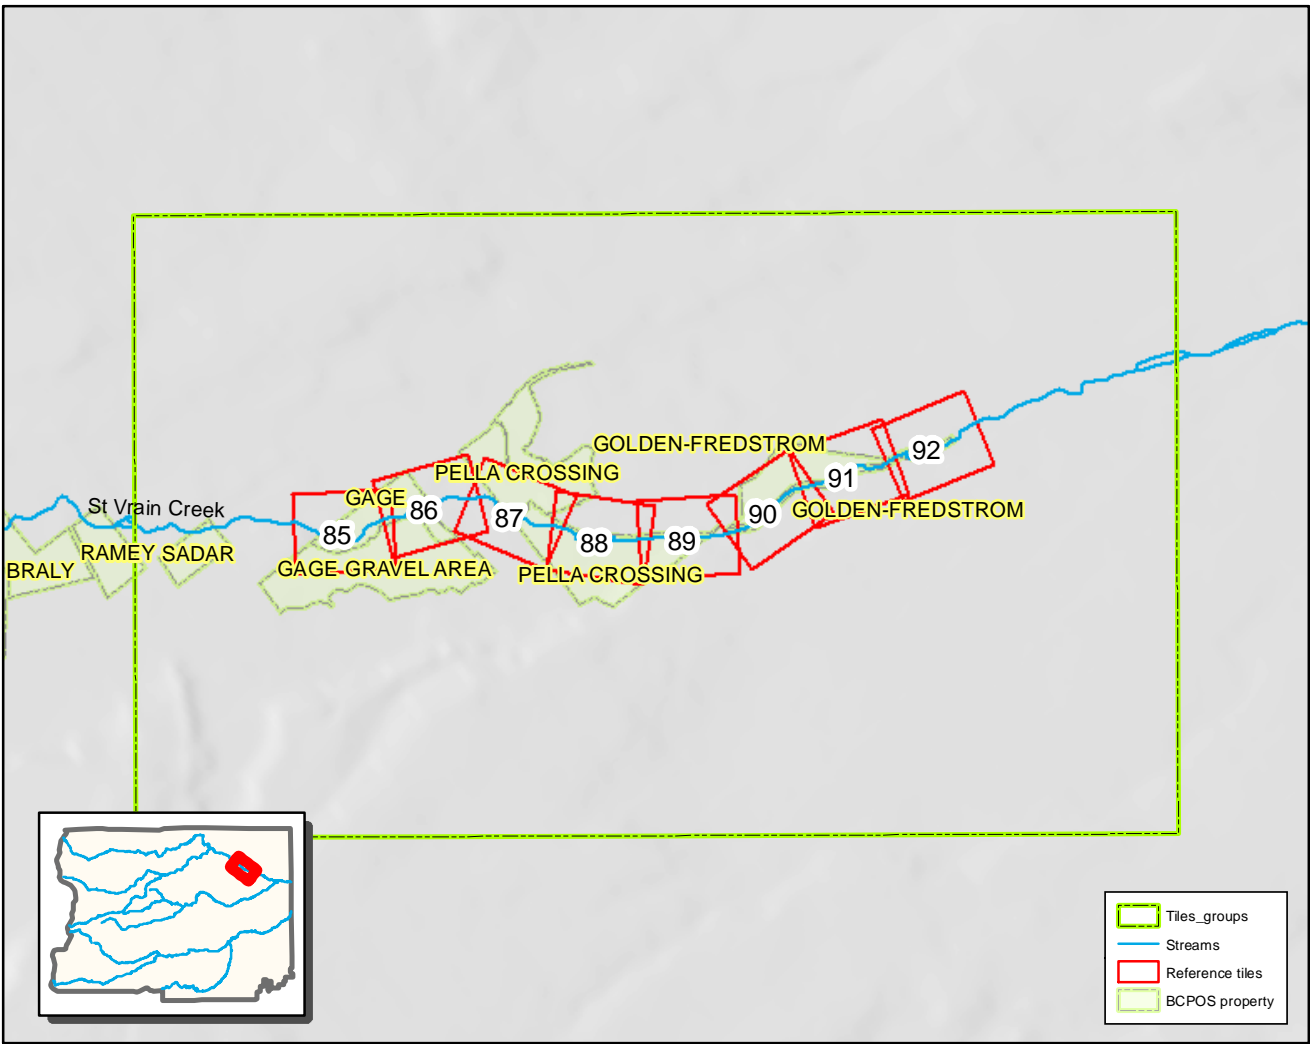 GOLDEN-FREDSTROM
92
PELLA CROSSING
91
GAGE
86
St Vrain Creek
87
90
GOLDEN-FREDSTROM
85
88
89
RAMEY SADAR
BRALY
GAGE GRAVEL AREA
PELLA CROSSING
Tiles_groups
Streams
Reference tiles
BCPOS property